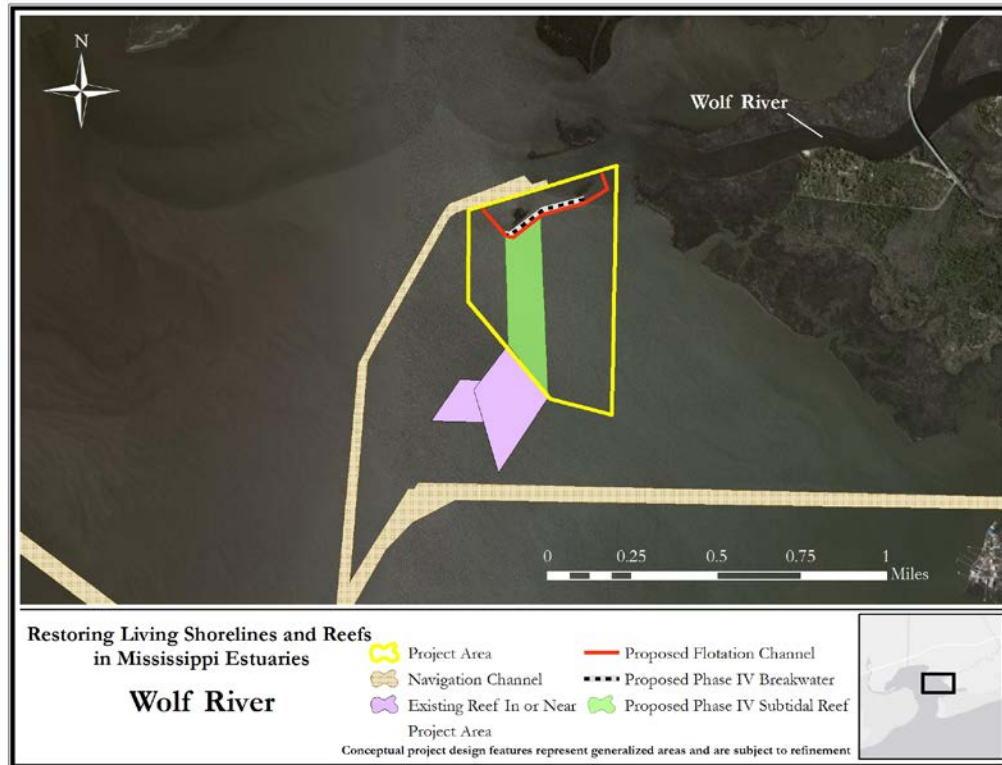 N
Wolf River
0 0.25 0.5 0.75 1
Miles
Restoring Living Shorelines and Reefs
in Mississippi Estuaries
Wolf River
Project Area
Navigation Channel
Existing Reef In or Near
Project Area
Proposed Flotation Channel
Proposed Phase IV Breakwater
Proposed Phase IV Subtidal Reef
Conceptual project design features represent generalized areas and are subject to refinement